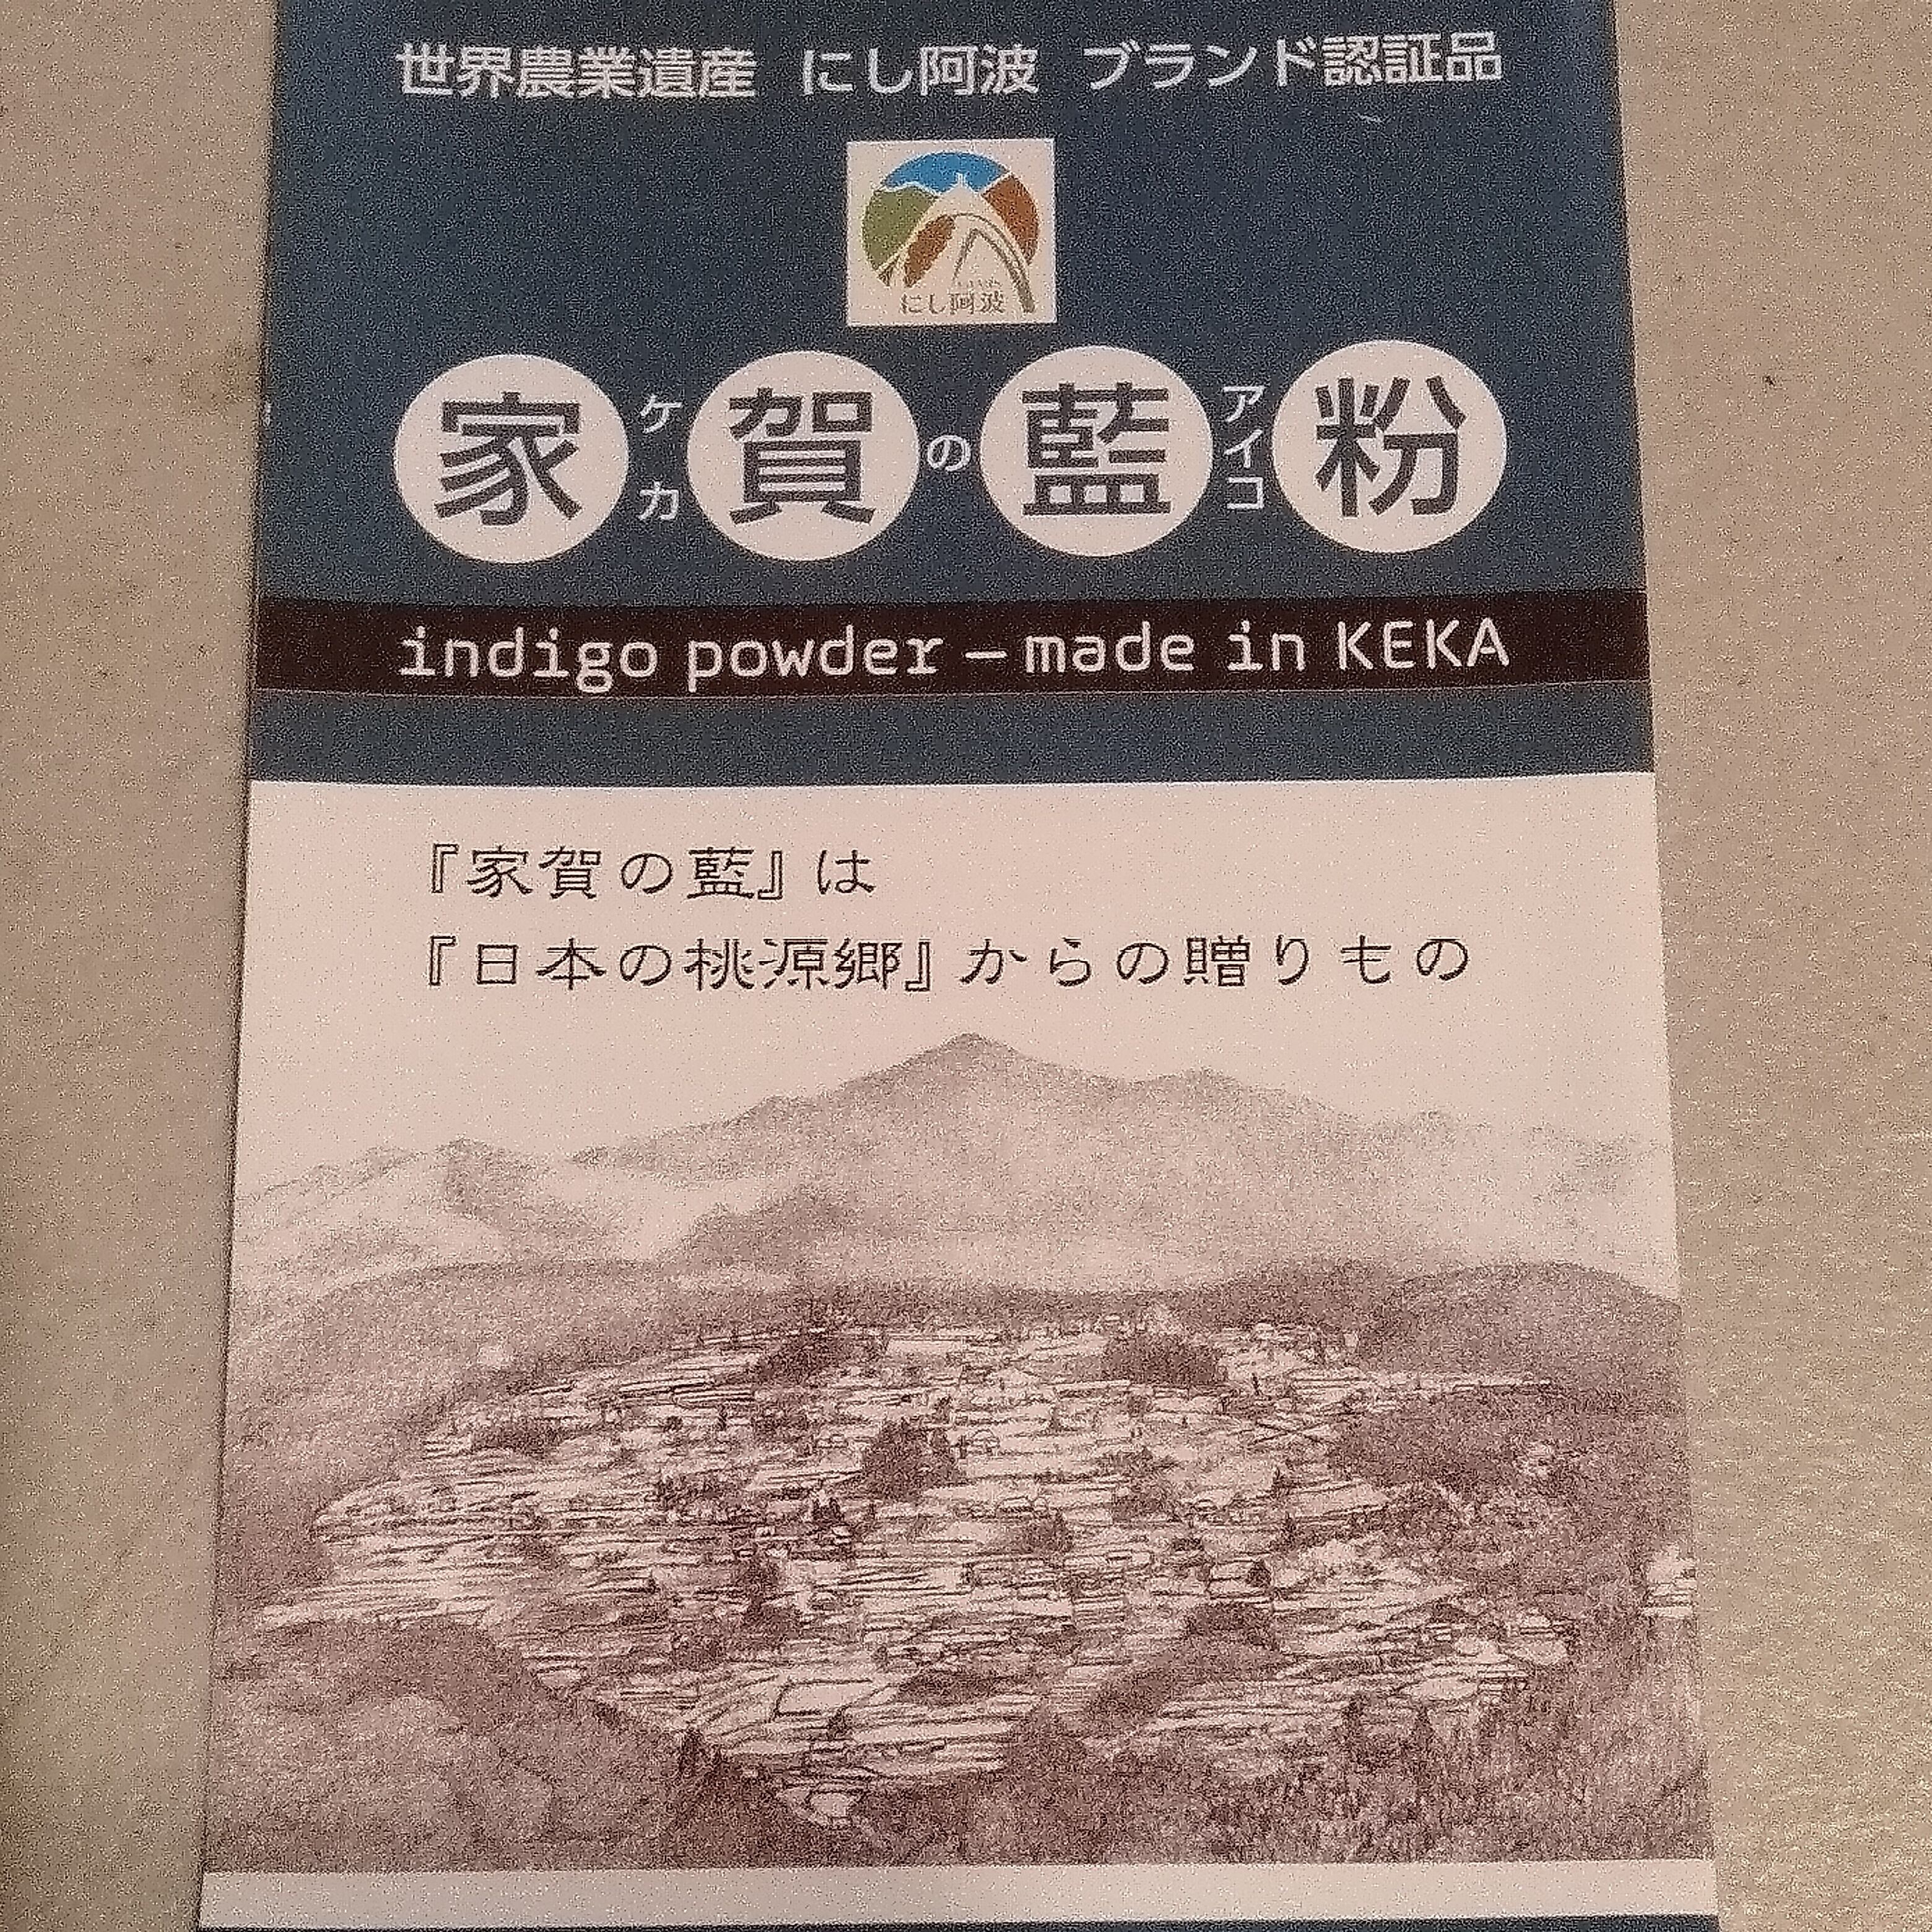 世界農業遺産 にし阿波 ブランド認証品
にし阿波
家賀の藍粉
ケカ アイコ
indigo powder – made in KEKA
『家賀の藍』は
『日本の桃源郷』からの贈りもの